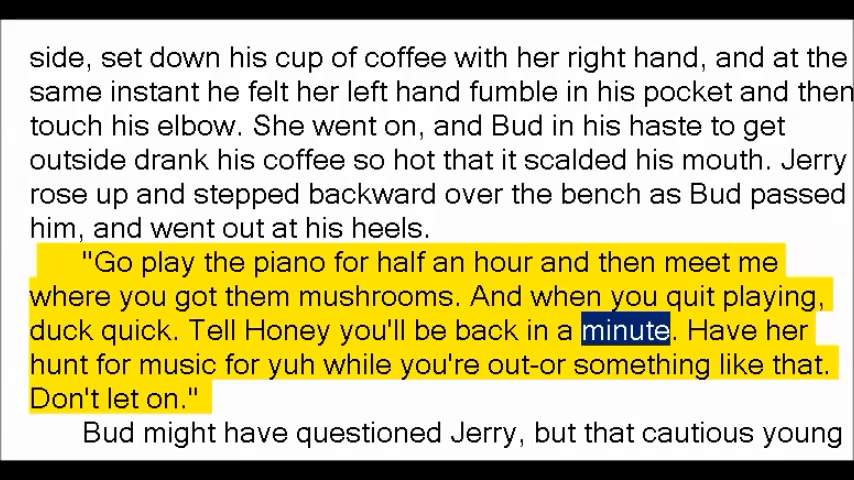 side, set down his cup of coffee with her right hand, and at the
same instant he felt her left hand fumble in his pocket and then
touch his elbow. She went on, and Bud in his haste to get
outside drank his coffee so hot that it scalded his mouth. Jerry
rose up and stepped backward over the bench as Bud passed
him, and went out at his heels.
"Go play the piano for half an hour and then meet me
where you got them mushrooms. And when you quit playing,
duck quick. Tell Honey you'll be back in a minute. Have her
hunt for music for yuh while you're out-or something like that.
Don't let on."
Bud might have questioned Jerry, but that cautious young